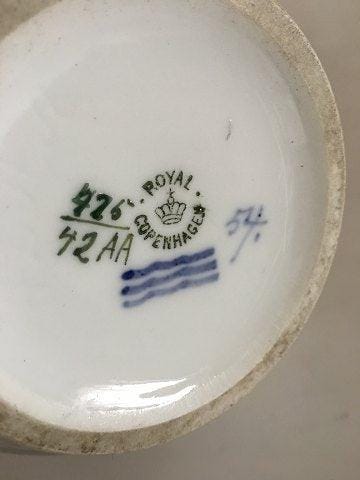 ROYAL
COPENHAGEN
426
42AA
54.